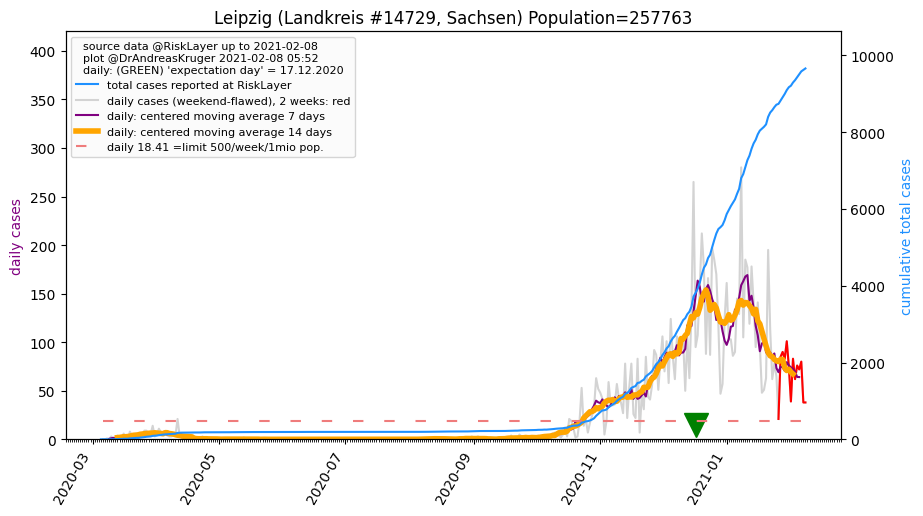 Leipzig (Landkreis #14729, Sachsen) Population=257763
source data @RiskLayer up to 2021-02-08
plot @DrAndreasKruger 2021-02-08 05:52
daily: (GREEN) 'expectation day' = 17.12.2020
total cases reported at RiskLayer
daily cases (weekend-flawed), 2 weeks: red
daily: centered moving average 7 days
daily: centered moving average 14 days
daily 18.41 =limit 500/week/1mio pop.
daily cases
400
350
300
250
200
150
100
50
0
cumulative total cases
10000
8000
6000
4000
2000
0
2020-03
2020-05
2020-07
2020-09
2020-11
2021-01